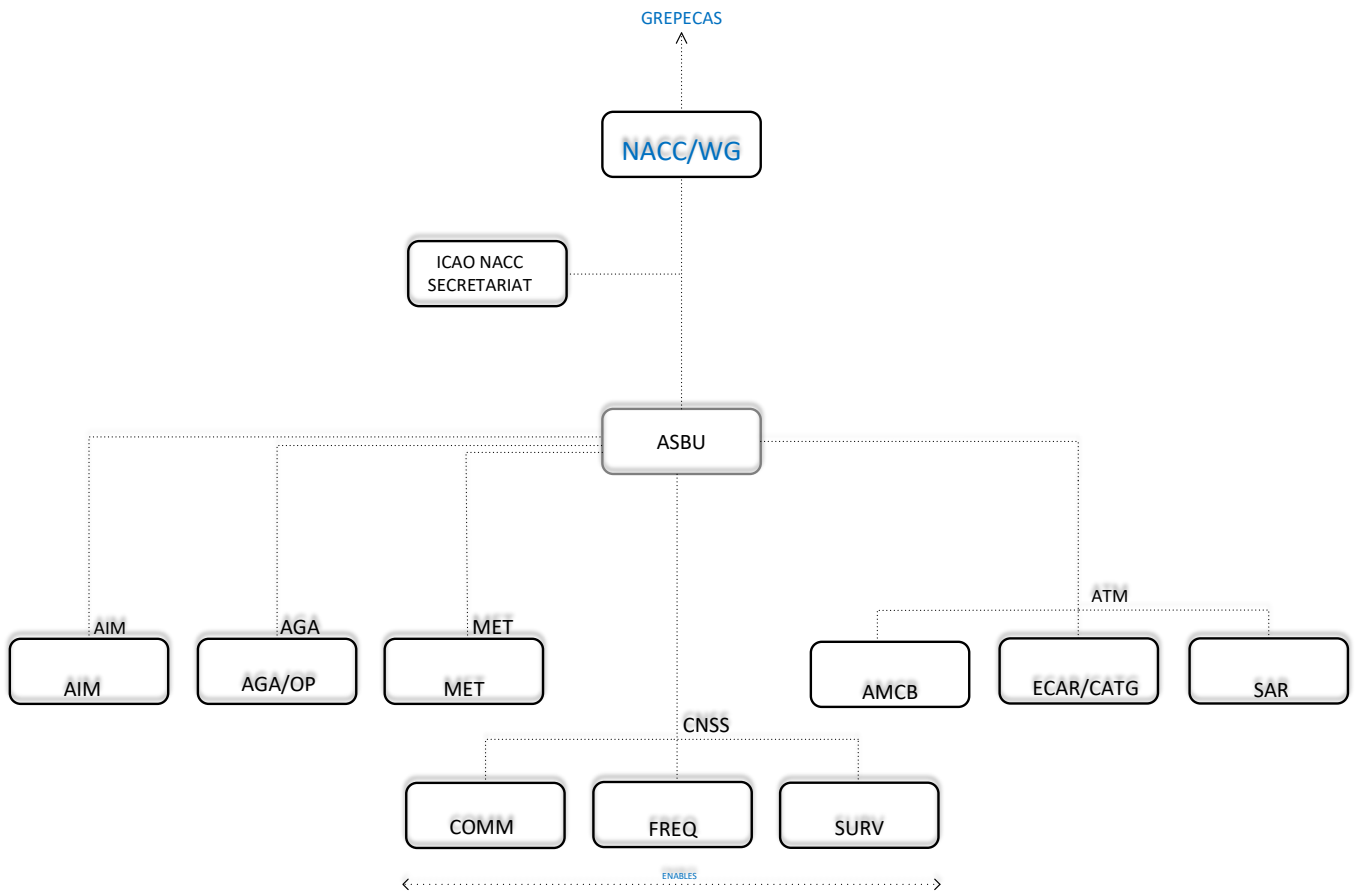 GREPECAS
NACC/WG
ICAO NACC
SECRETARIAT
ASBU
ATM
AIM
AGA
MET
AIM
AGA/OP
MET
AMCB
ECAR/CATG
SAR
CNSS
COMM
FREQ
SURV
ENABLES